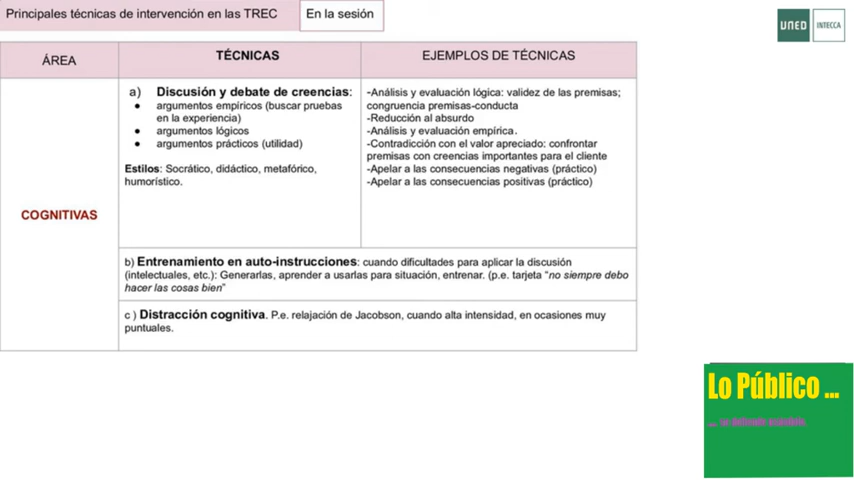 Principales técnicas de intervención en las TREC
En la sesión
UNED
INTECCA
ÁREA
TÉCNICAS
EJEMPLOS DE TÉCNICAS
COGNITIVAS
a) Discusión y debate de creencias:
● argumentos empíricos (buscar pruebas
en la experiencia)
● argumentos lógicos
● argumentos prácticos (utilidad)
Estilos: Socrático, didáctico, metafórico,
humorístico.
-Análisis y evaluación lógica: validez de las premisas;
congruencia premisas-conducta
-Reducción al absurdo
-Análisis y evaluación empírica.
-Contradicción con el valor apreciado: confrontar
premisas con creencias importantes para el cliente
-Apelar a las consecuencias negativas (práctico)
-Apelar a las consecuencias positivas (práctico)
b) Entrenamiento en auto-instrucciones: cuando dificultades para aplicar la discusión
(intelectuales, etc.): Generarlas, aprender a usarlas para situación, entrenar. (p.e. tarjeta “no siempre debo
hacer las cosas bien”
c ) Distracción cognitiva. P.e. relajación de Jacobson, cuando alta intensidad, en ocasiones muy
puntuales.
Lo Público ...